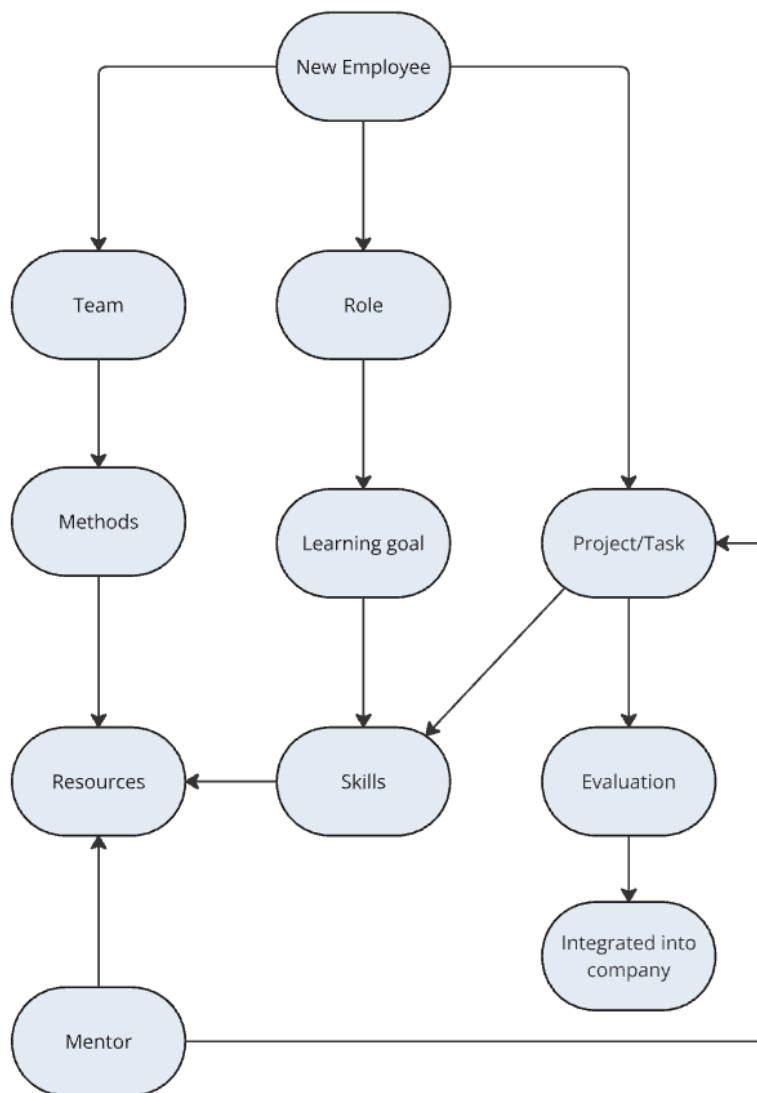 New Employee
Team
Role
Methods
Learning goal
Project/Task
Resources
Skills
Evaluation
Integrated into
company
Mentor